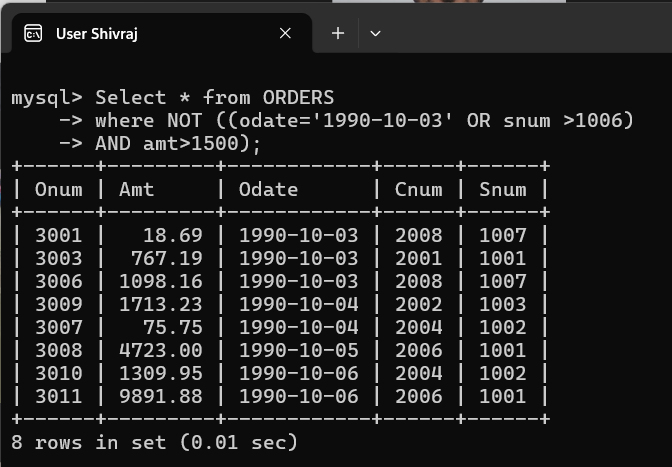 User Shivraj
mysql> Select * from ORDERS
    -> where NOT ((odate='1990-10-03' OR snum >1006)
    -> AND amt>1500);
+------+---------+------------+------+------+
| Onum | Amt     | Odate      | Cnum | Snum |
+------+---------+------------+------+------+
| 3001 |   18.69 | 1990-10-03 | 2008 | 1007 |
| 3003 |  767.19 | 1990-10-03 | 2001 | 1001 |
| 3006 | 1098.16 | 1990-10-03 | 2008 | 1007 |
| 3009 | 1713.23 | 1990-10-04 | 2002 | 1003 |
| 3007 |   75.75 | 1990-10-04 | 2004 | 1002 |
| 3008 | 4723.00 | 1990-10-05 | 2006 | 1001 |
| 3010 | 1309.95 | 1990-10-06 | 2004 | 1002 |
| 3011 | 9891.88 | 1990-10-06 | 2006 | 1001 |
+------+---------+------------+------+------+
8 rows in set (0.01 sec)